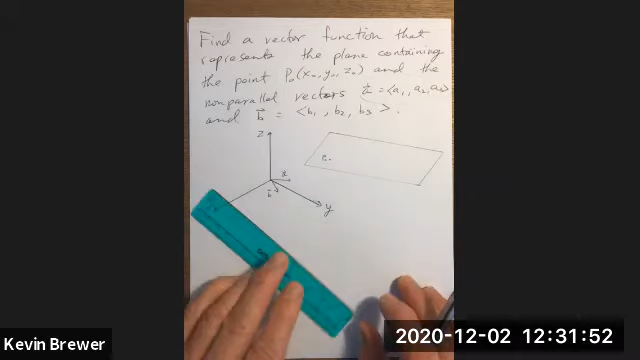 Find a vector function that
represents the plane containing
the point P₀(x₀, y₀, z₀) and the
nonparallel vectors a⃗ = <a₁, a₂, a₃>
and b⃗ = <b₁, b₂, b₃>.
z
P₀.
a⃗
b⃗
y
Kevin Brewer
2020-12-02 12:31:52